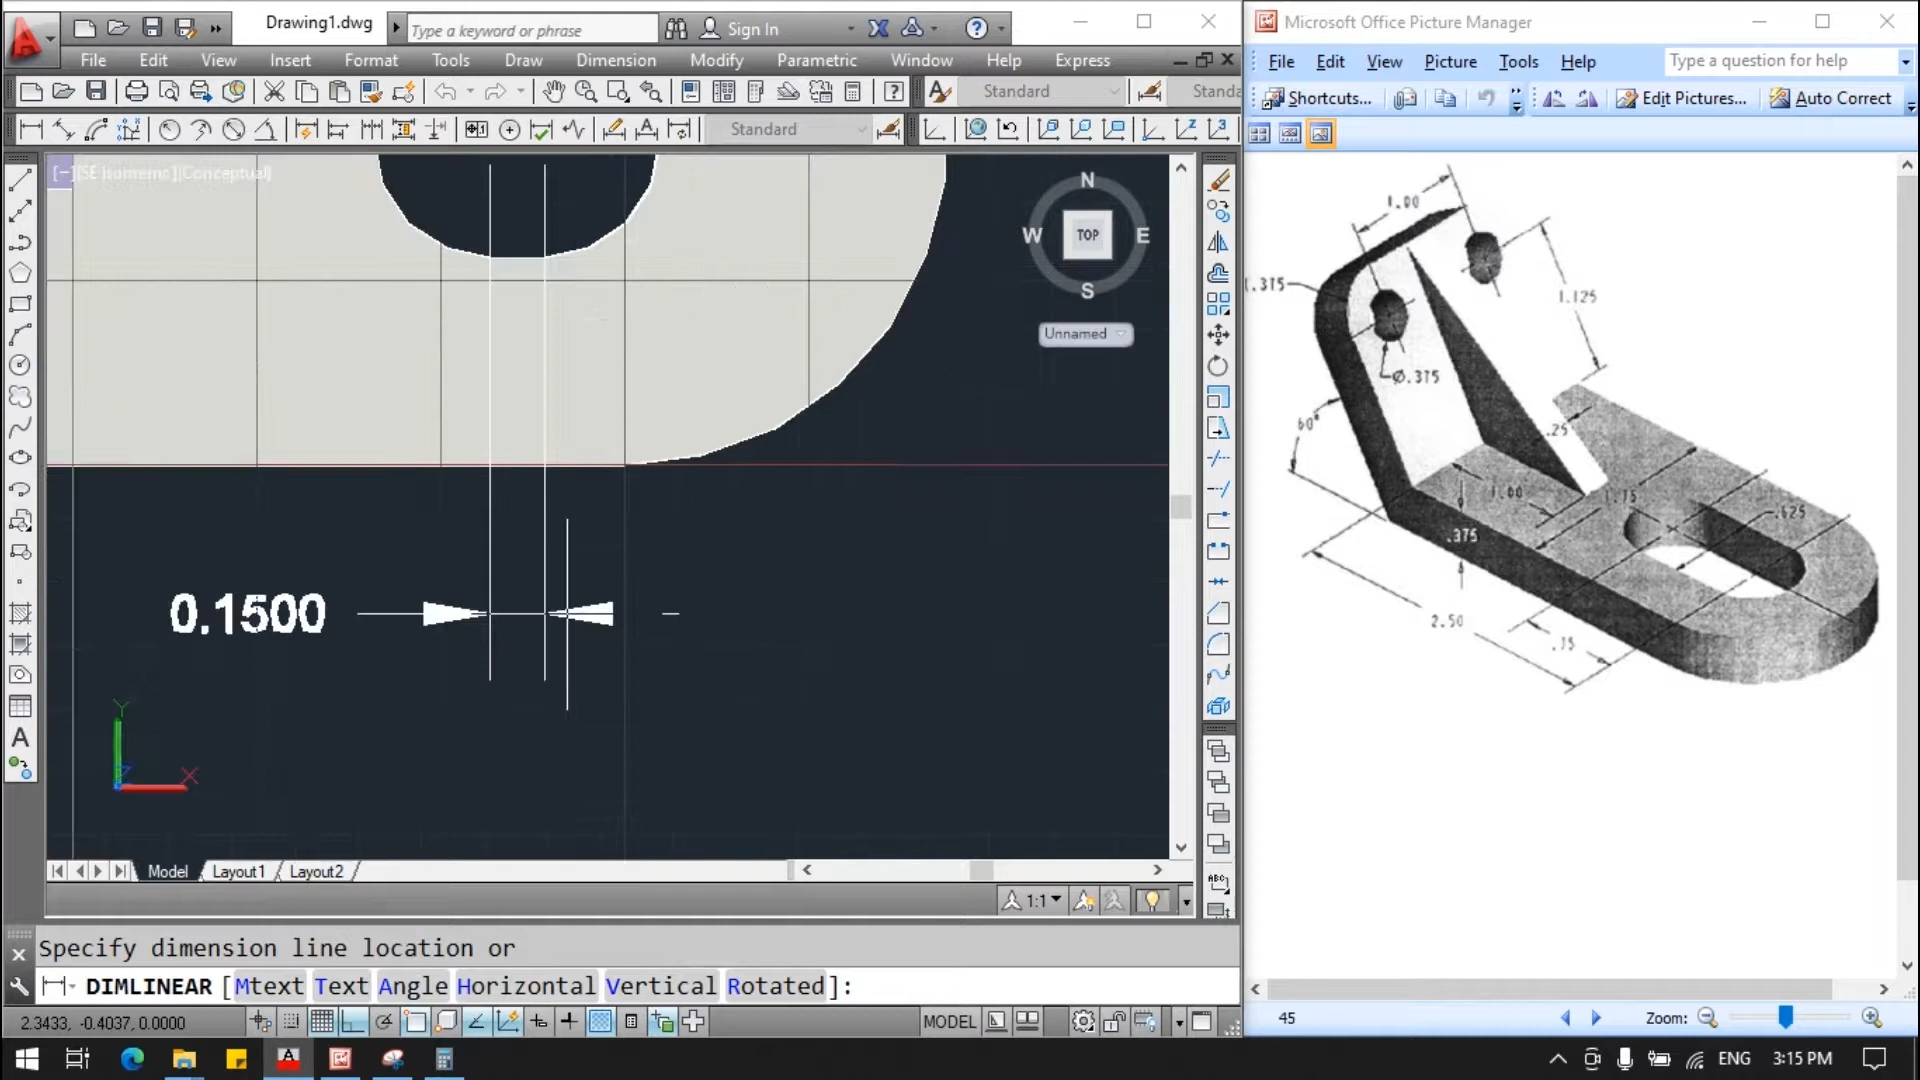 Drawing1.dwg
Type a keyword or phrase
Sign In
File Edit View Insert Format Tools Draw Dimension Modify Parametric Window Help Express
Standard
Standard
[−][SE Isometric][Conceptual]
N
W TOP E
S
Unnamed
0.1500
Y
Z
X
Model Layout1 Layout2
1:1
Specify dimension line location or
DIMLINEAR [Mtext Text Angle Horizontal Vertical Rotated]:
2.3433, -0.4037, 0.0000
MODEL
Microsoft Office Picture Manager
File Edit View Picture Tools Help
Type a question for help
Shortcuts...
Edit Pictures...
Auto Correct
1.00
.375
1.125
Ø.375
60°
.25
1.00
1.75
.625
.375
2.50
.75
45
Zoom:
ENG
3:15 PM